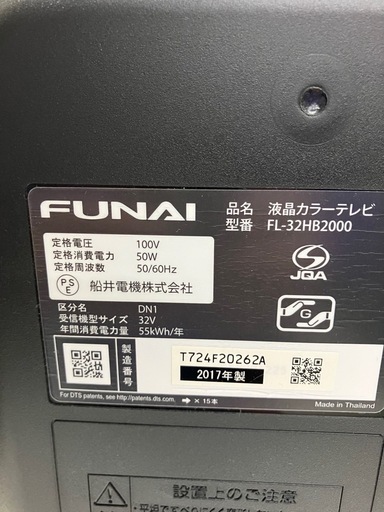 FUNAI
品名 液晶カラーテレビ
型番 FL-32HB2000
定格電圧 100V
定格消費電力 50W
定格周波数 50/60Hz
PSE 船井電機株式会社
JQA
G
区分名 DN1
受信機型サイズ 32V
年間消費電力量 55kWh/年
製造番号
T724F20262A
2017年製
For DTS patents, see http://patents.dts.com.
× 15本
Made in Thailand
設置上のご注意